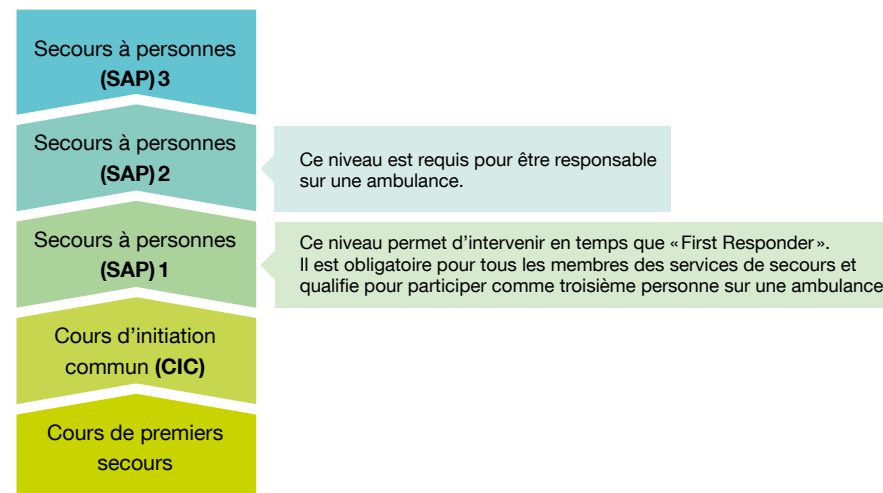 Secours à personnes
(SAP) 3
Secours à personnes
(SAP) 2
Ce niveau est requis pour être responsable
sur une ambulance.
Secours à personnes
(SAP) 1
Ce niveau permet d'intervenir en temps que «First Responder».
Il est obligatoire pour tous les membres des services de secours et
qualifie pour participer comme troisième personne sur une ambulance
Cours d'initiation
commun (CIC)
Cours de premiers
secours